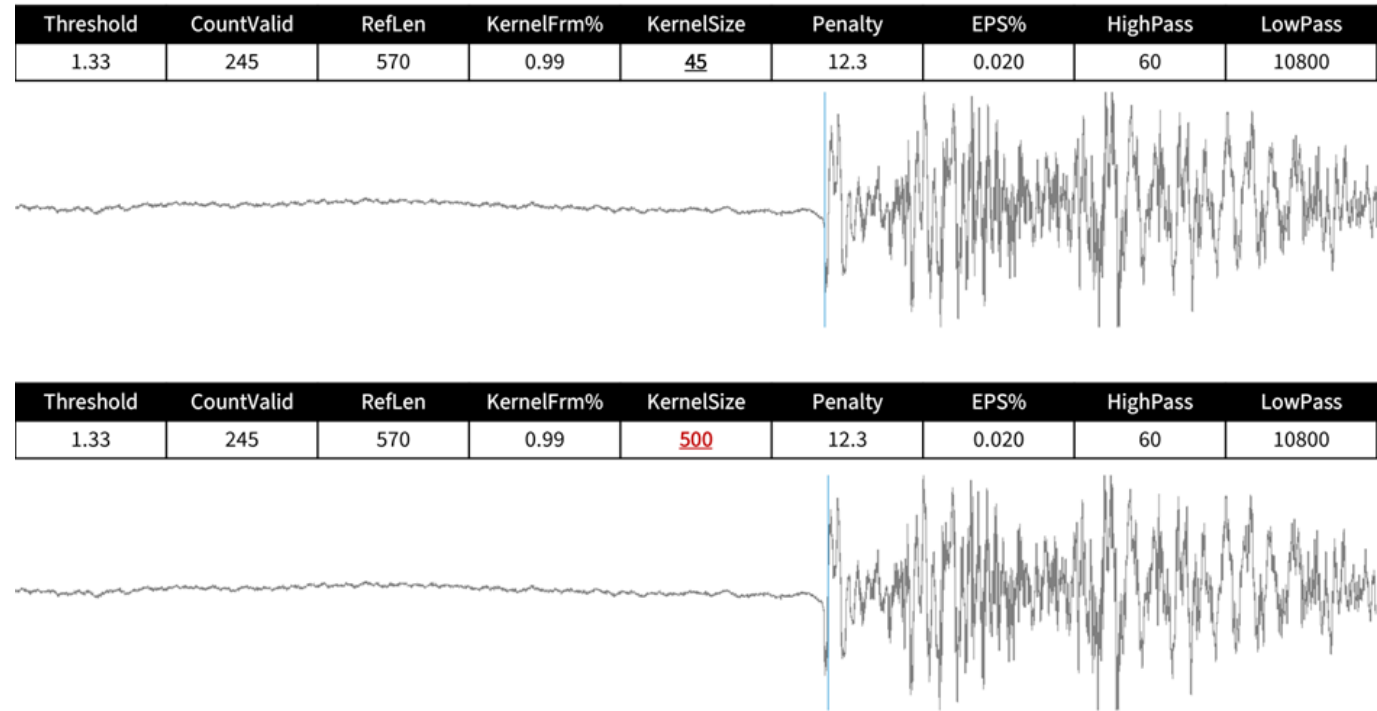 Threshold CountValid RefLen KernelFrm% KernelSize Penalty EPS% HighPass LowPass
1.33 245 570 0.99 45 12.3 0.020 60 10800
Threshold CountValid RefLen KernelFrm% KernelSize Penalty EPS% HighPass LowPass
1.33 245 570 0.99 500 12.3 0.020 60 10800